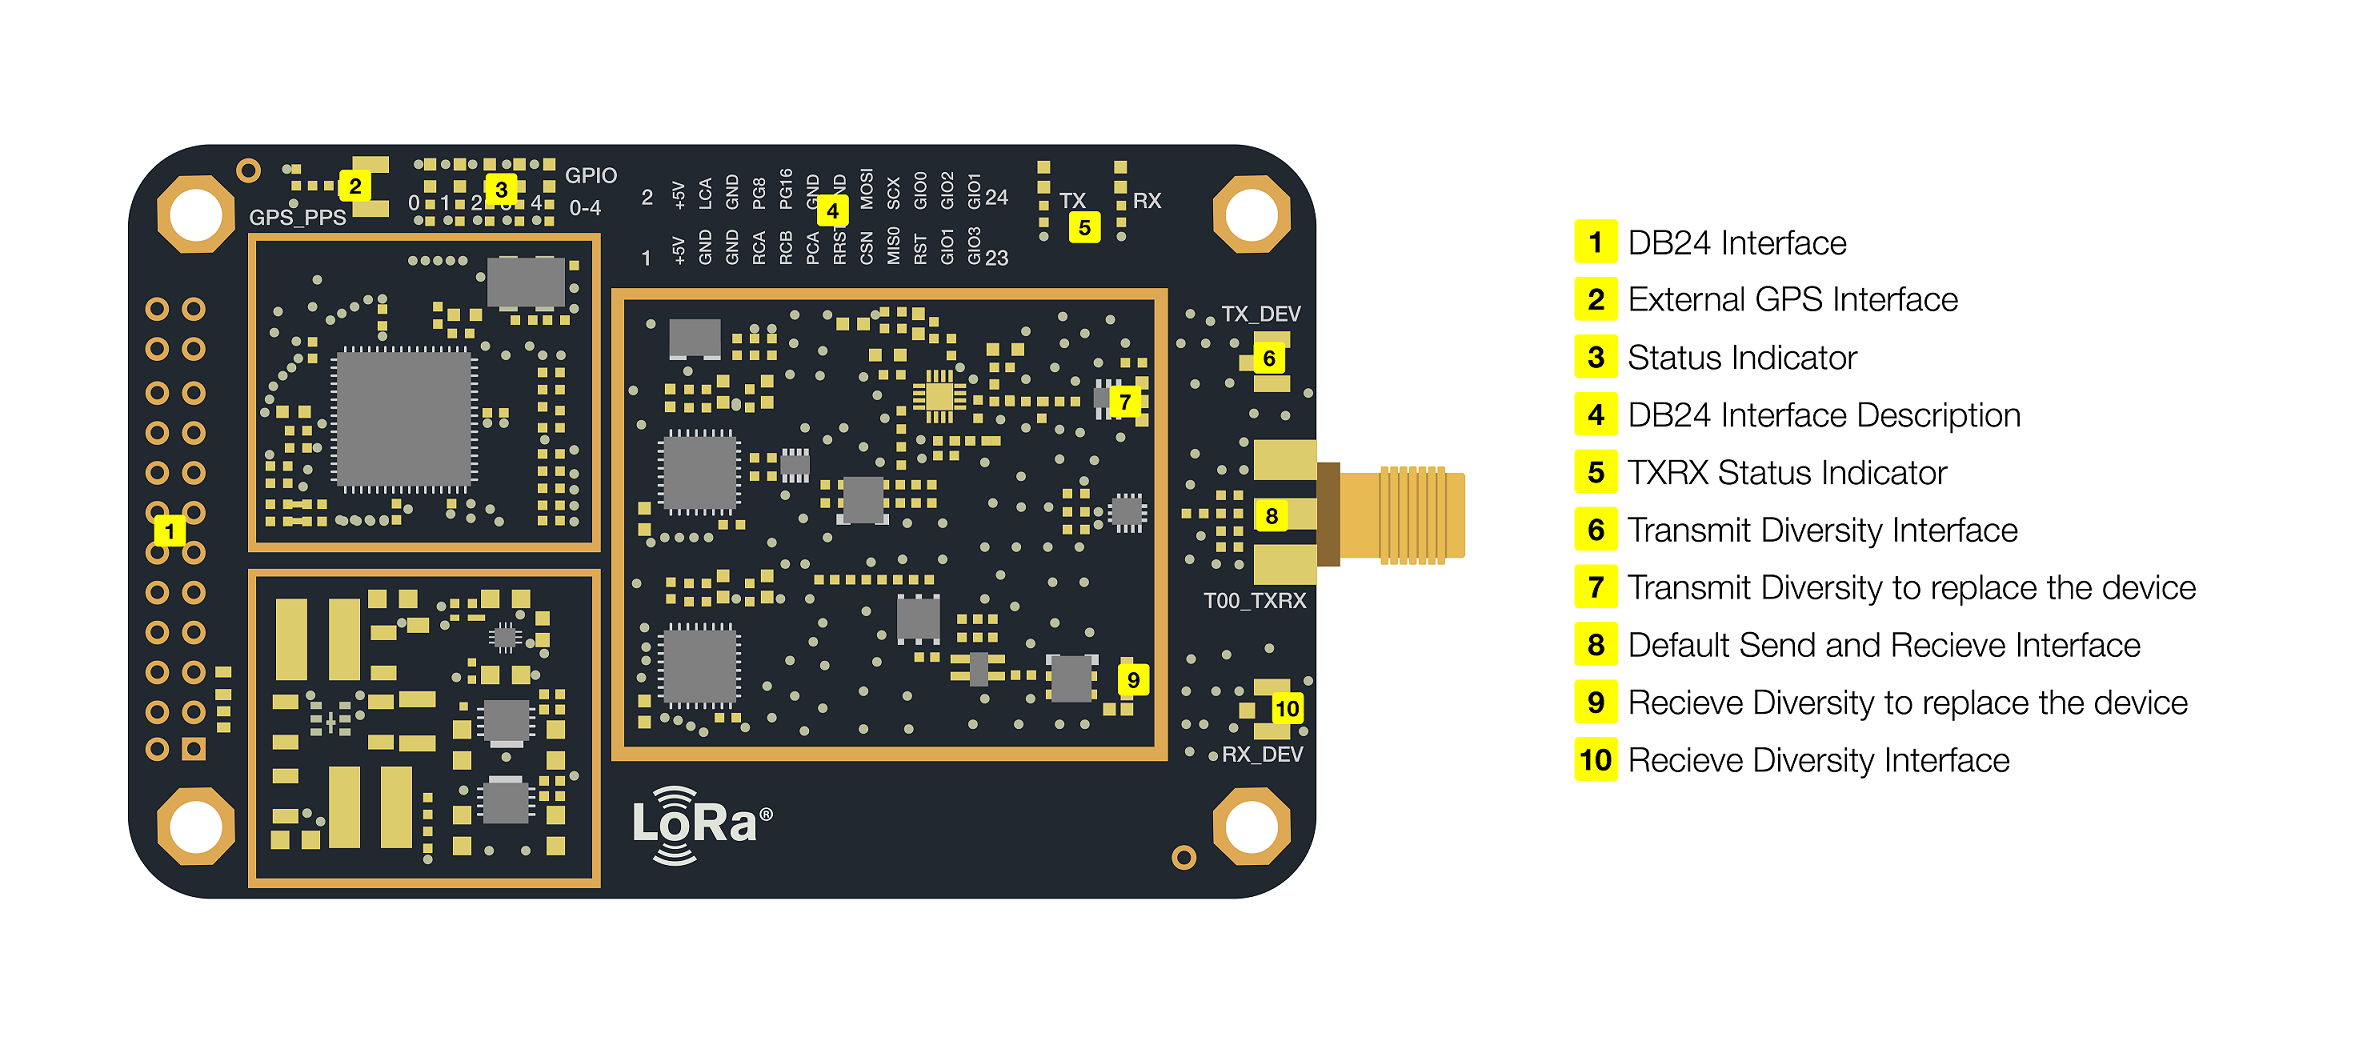 GPS_PPS
2
0 1 2 3 4
3
GPIO
0-4
2 +5V LCA GND PG8 PG16 GND GND MOSI SCX GIO0 GIO2 GIO1 24
4
1 +5V GND GND RCA RCB PCA RRST CSN MIS0 RST GIO1 GIO3 23
TX RX
5
1
TX_DEV
6
7
8
T00_TXRX
9
10
RX_DEV
LoRa®
1 DB24 Interface
2 External GPS Interface
3 Status Indicator
4 DB24 Interface Description
5 TXRX Status Indicator
6 Transmit Diversity Interface
7 Transmit Diversity to replace the device
8 Default Send and Recieve Interface
9 Recieve Diversity to replace the device
10 Recieve Diversity Interface